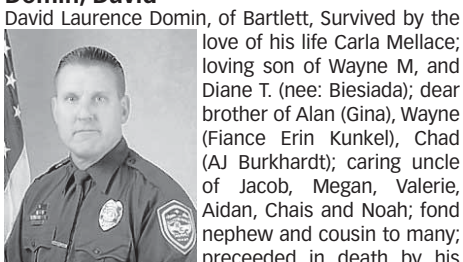 Domin, David
David Laurence Domin, of Bartlett, Survived by the
love of his life Carla Mellace;
loving son of Wayne M, and
Diane T. (nee: Biesiada); dear
brother of Alan (Gina), Wayne
(Fiance Erin Kunkel), Chad
(AJ Burkhardt); caring uncle
of Jacob, Megan, Valerie,
Aidan, Chais and Noah; fond
nephew and cousin to many;
preceeded in death by his